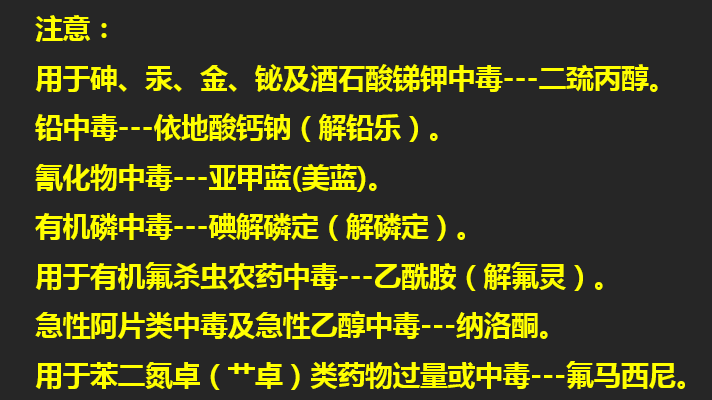 注意：
用于砷、汞、金、铋及酒石酸锑钾中毒---二巯丙醇。
铅中毒---依地酸钙钠（解铅乐）。
氰化物中毒---亚甲蓝(美蓝)。
有机磷中毒---碘解磷定（解磷定）。
用于有机氟杀虫农药中毒---乙酰胺（解氟灵）。
急性阿片类中毒及急性乙醇中毒---纳洛酮。
用于苯二氮卓（艹卓）类药物过量或中毒---氟马西尼。